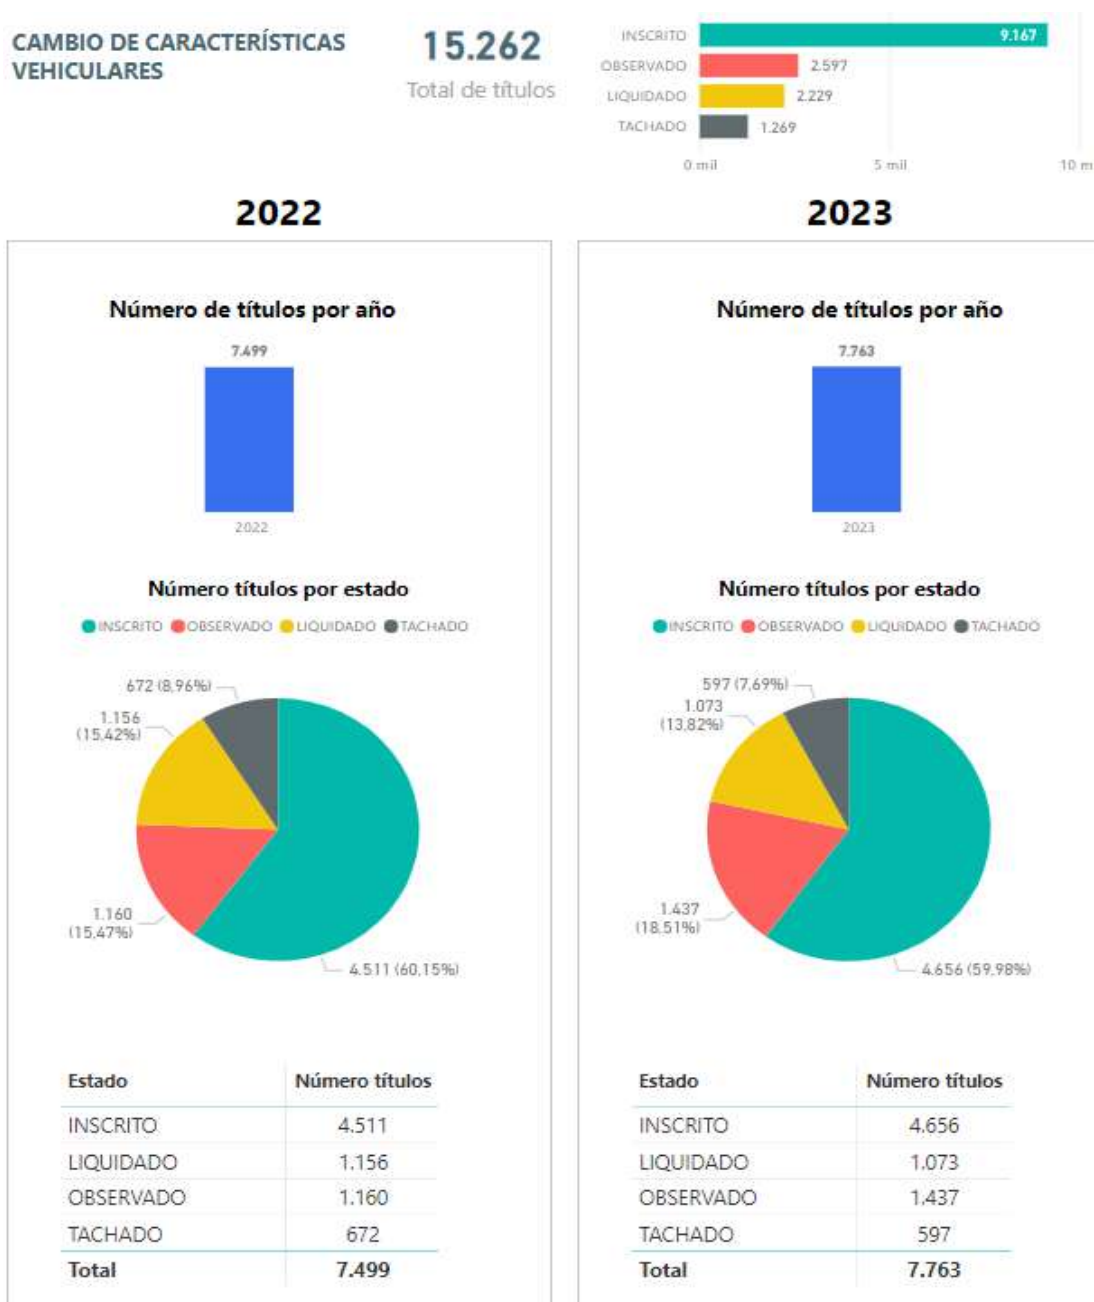 CAMBIO DE CARACTERÍSTICAS
VEHICULARES
15.262
Total de títulos
INSCRITO 9.167
OBSERVADO 2.597
LIQUIDADO 2.229
TACHADO 1.269
0 mil 5 mil 10 m
2022
Número de títulos por año
7.499
2022
Número títulos por estado
INSCRITO OBSERVADO LIQUIDADO TACHADO
672 (8,96%)
1.156
(15,42%)
1.160
(15,47%)
4.511 (60,15%)
Estado Número títulos
INSCRITO 4.511
LIQUIDADO 1.156
OBSERVADO 1.160
TACHADO 672
Total 7.499
2023
Número de títulos por año
7.763
2023
Número títulos por estado
INSCRITO OBSERVADO LIQUIDADO TACHADO
597 (7,69%)
1.073
(13,82%)
1.437
(18,51%)
4.656 (59,98%)
Estado Número títulos
INSCRITO 4.656
LIQUIDADO 1.073
OBSERVADO 1.437
TACHADO 597
Total 7.763